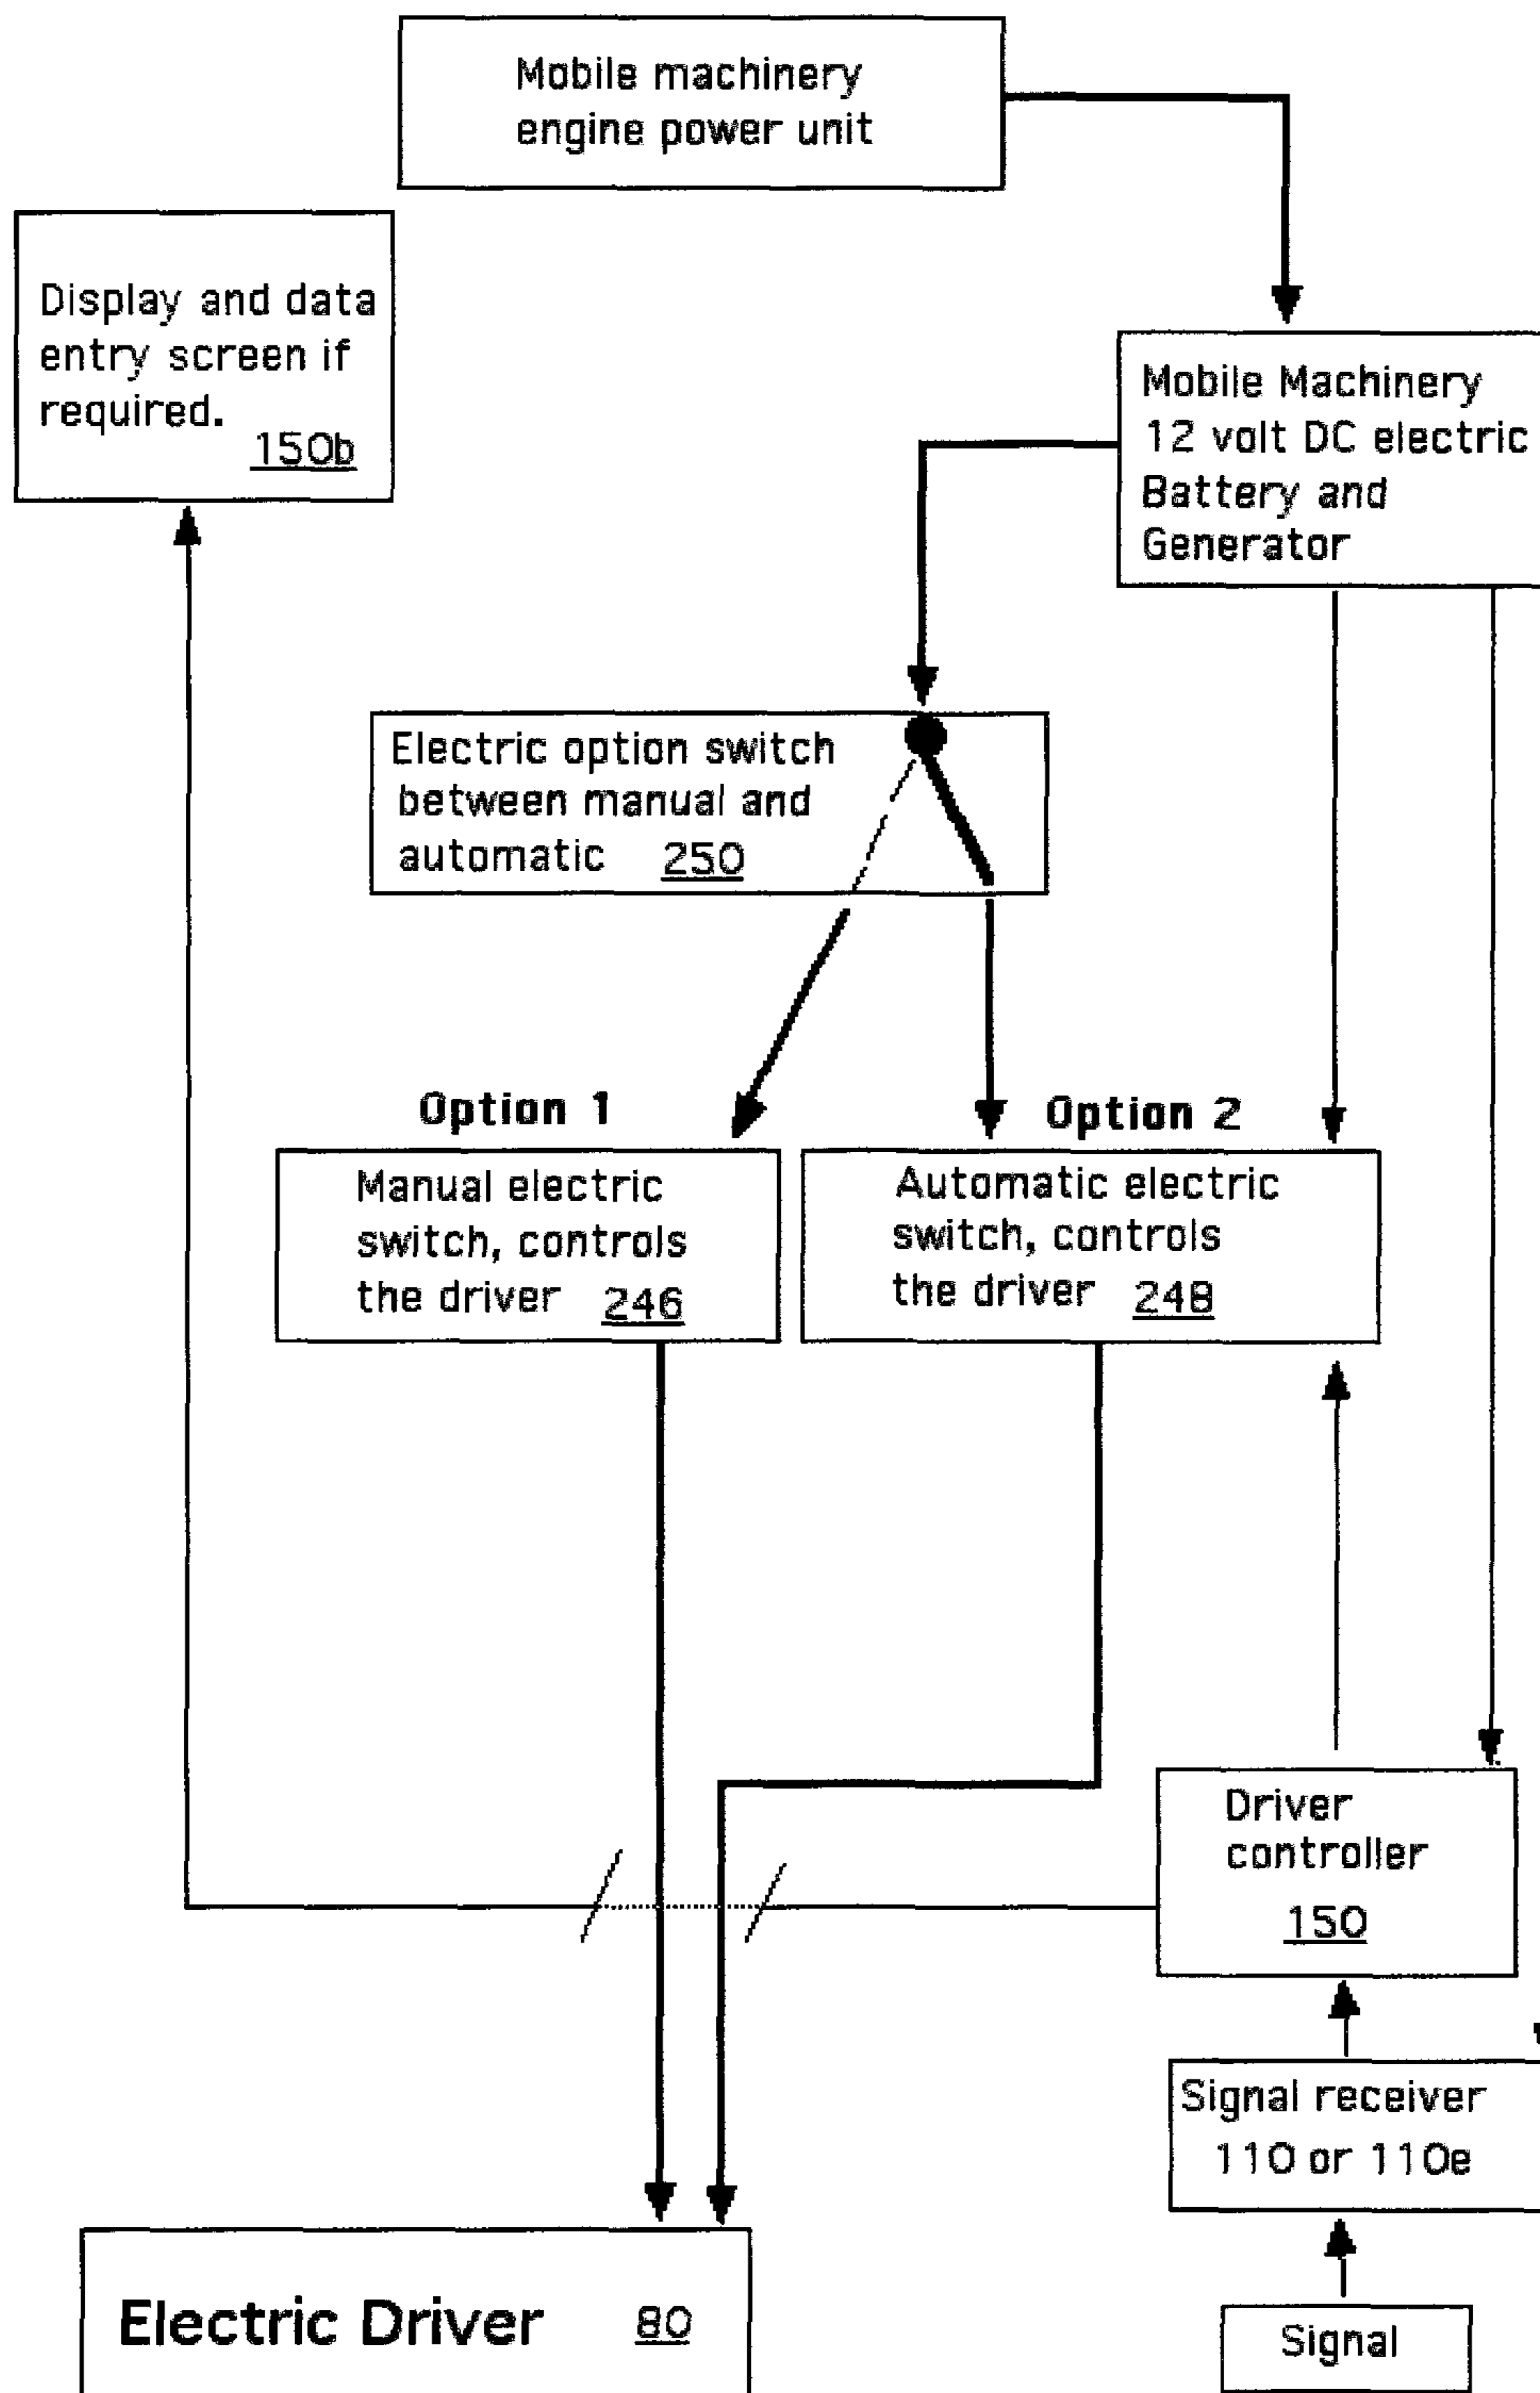 Mobile machinery
engine power unit
Display and data
entry screen if
required.
150b
Mobile Machinery
12 volt DC electric
Battery and
Generator
Electric option switch
between manual and
automatic 250
Option 1
Option 2
Manual electric
switch, controls
the driver 246
Automatic electric
switch, controls
the driver 248
Driver
controller
150
Signal receiver
110 or 110e
Electric Driver 80
Signal